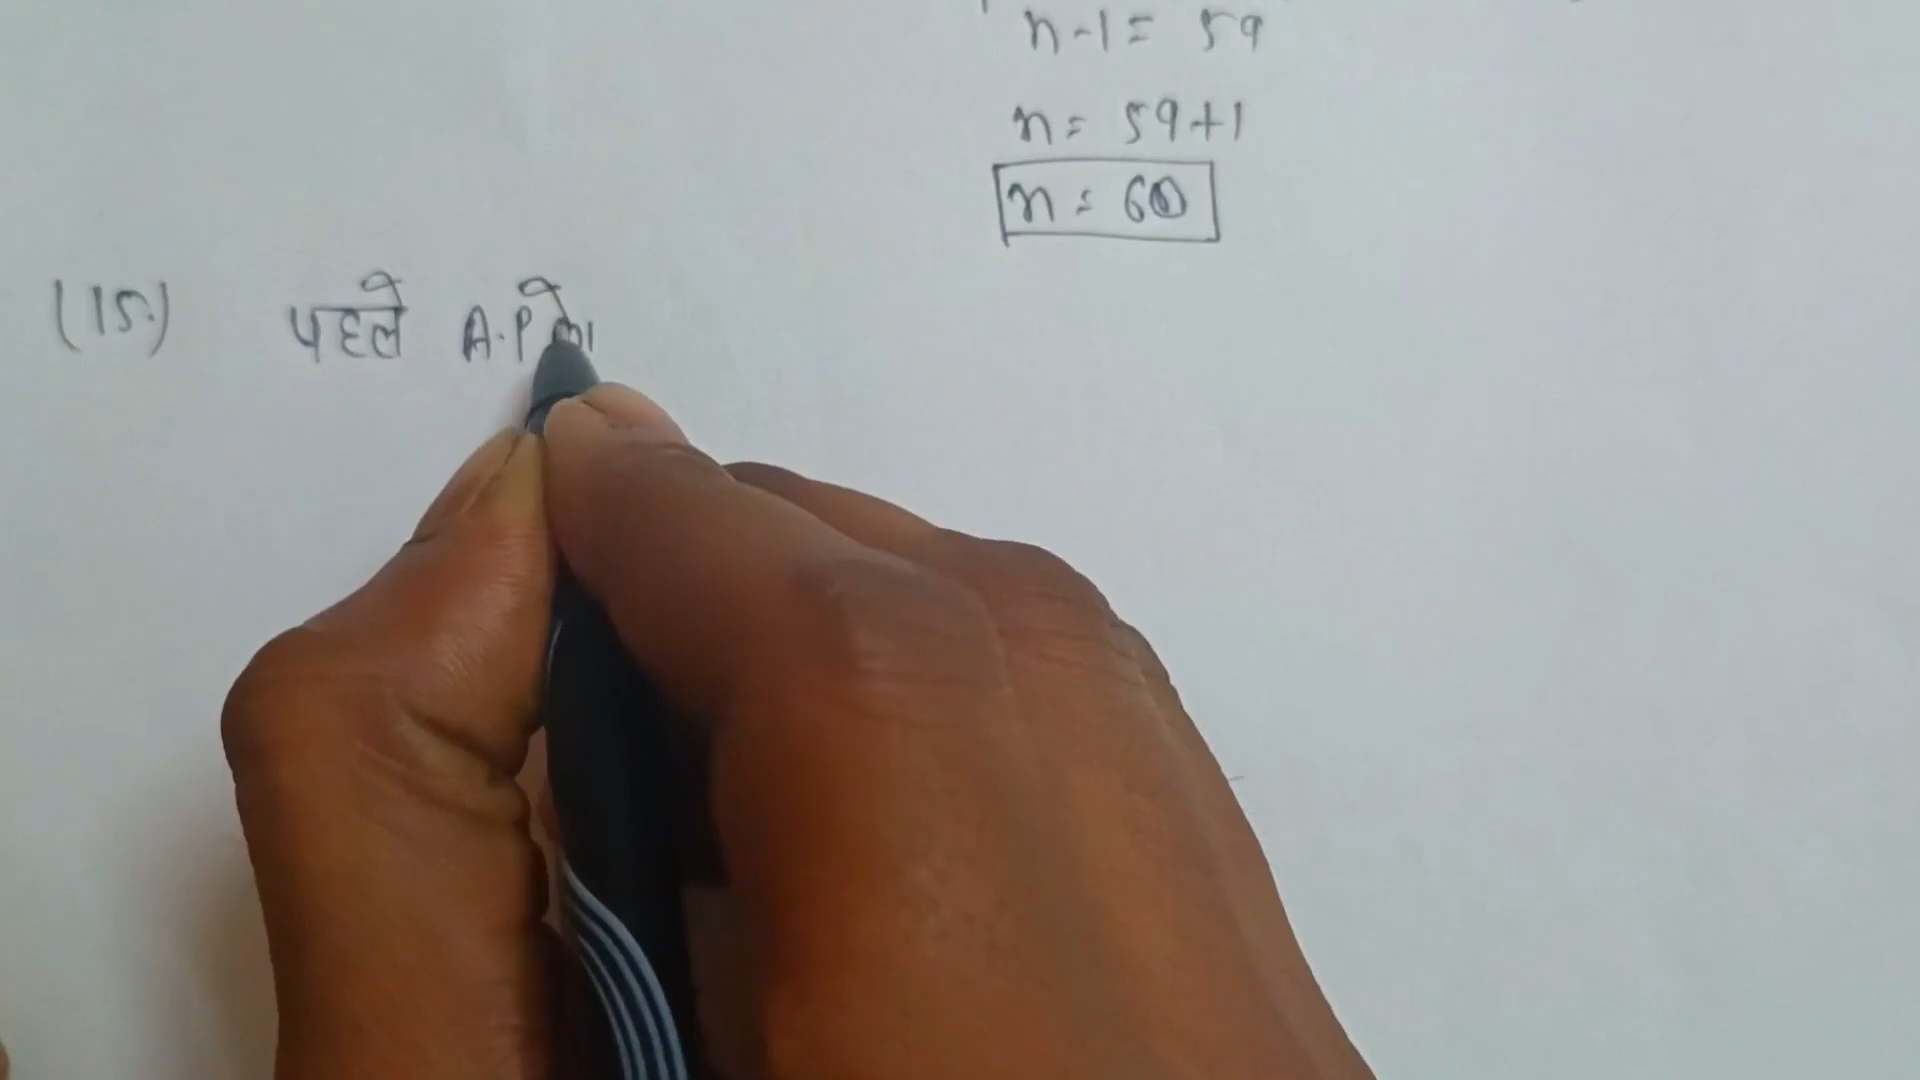 n-1 = 59
n = 59+1
n = 60
(15.) पहले A.P का